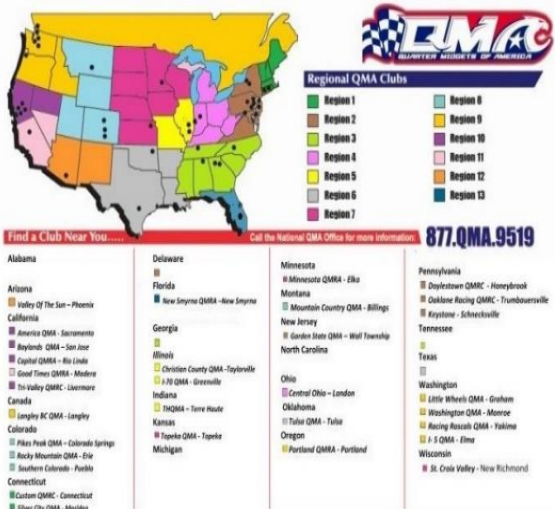 QMA
QUARTER MIDGETS OF AMERICA
Regional QMA Clubs
Region 1
Region 2
Region 3
Region 4
Region 5
Region 6
Region 7
Region 8
Region 9
Region 10
Region 11
Region 12
Region 13
Find a Club Near You.....
Call the National QMA Office for more information:
877.QMA.9519
Alabama
Arizona
Valley Of The Sun – Phoenix
California
America QMA - Sacramento
Baylands QMA – San Jose
Capital QMRA – Rio Linda
Good Times QMRA - Madera
Tri-Valley QMRC - Livermore
Canada
Langley BC QMA - Langley
Colorado
Pikes Peak QMA – Colorado Springs
Rocky Mountain QMA - Erie
Southern Colorado - Pueblo
Connecticut
Custom QMRC - Connecticut
Silver City QMA - Meriden
Delaware
Florida
New Smyrna QMRA –New Smyrna
Georgia
Illinois
Christian County QMA -Taylorville
I-70 QMA - Greenville
Indiana
THQMA – Terre Haute
Kansas
Topeka QMA - Topeka
Michigan
Minnesota
Minnesota QMRA - Elko
Montana
Mountain Country QMA - Billings
New Jersey
Garden State QMA – Wall Township
North Carolina
Ohio
Central Ohio – London
Oklahoma
Tulsa QMA - Tulsa
Oregon
Portland QMRA - Portland
Pennsylvania
Doylestown QMRC - Honeybrook
Oaklane Racing QMRC - Trumbauersville
Keystone - Schnecksville
Tennessee
Texas
Washington
Little Wheels QMA - Graham
Washington QMA - Monroe
Racing Rascals QMA - Yakima
I- 5 QMA - Elma
Wisconsin
St. Croix Valley - New Richmond